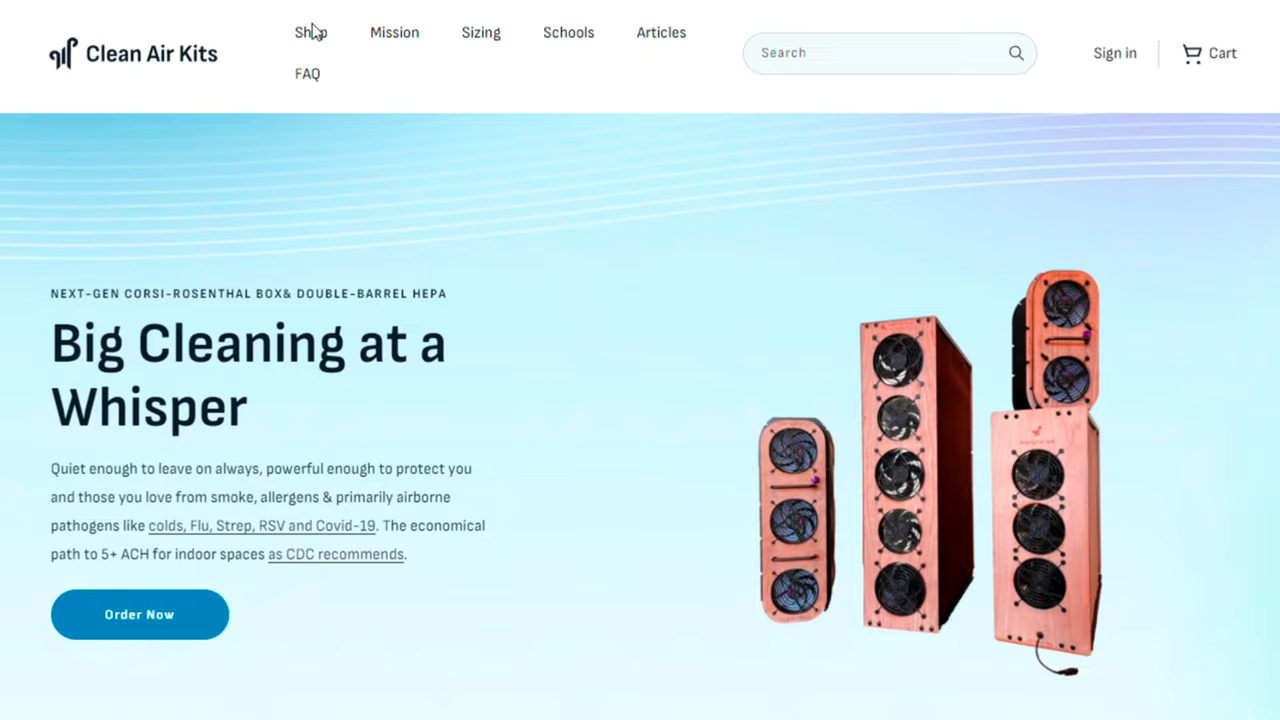 Clean Air Kits
Shop Mission Sizing Schools Articles
FAQ
Search
Sign in
Cart
NEXT-GEN CORSI-ROSENTHAL BOX& DOUBLE-BARREL HEPA
Big Cleaning at a
Whisper
Quiet enough to leave on always, powerful enough to protect you
and those you love from smoke, allergens & primarily airborne
pathogens like colds, Flu, Strep, RSV and Covid-19. The economical
path to 5+ ACH for indoor spaces as CDC recommends.
Order Now